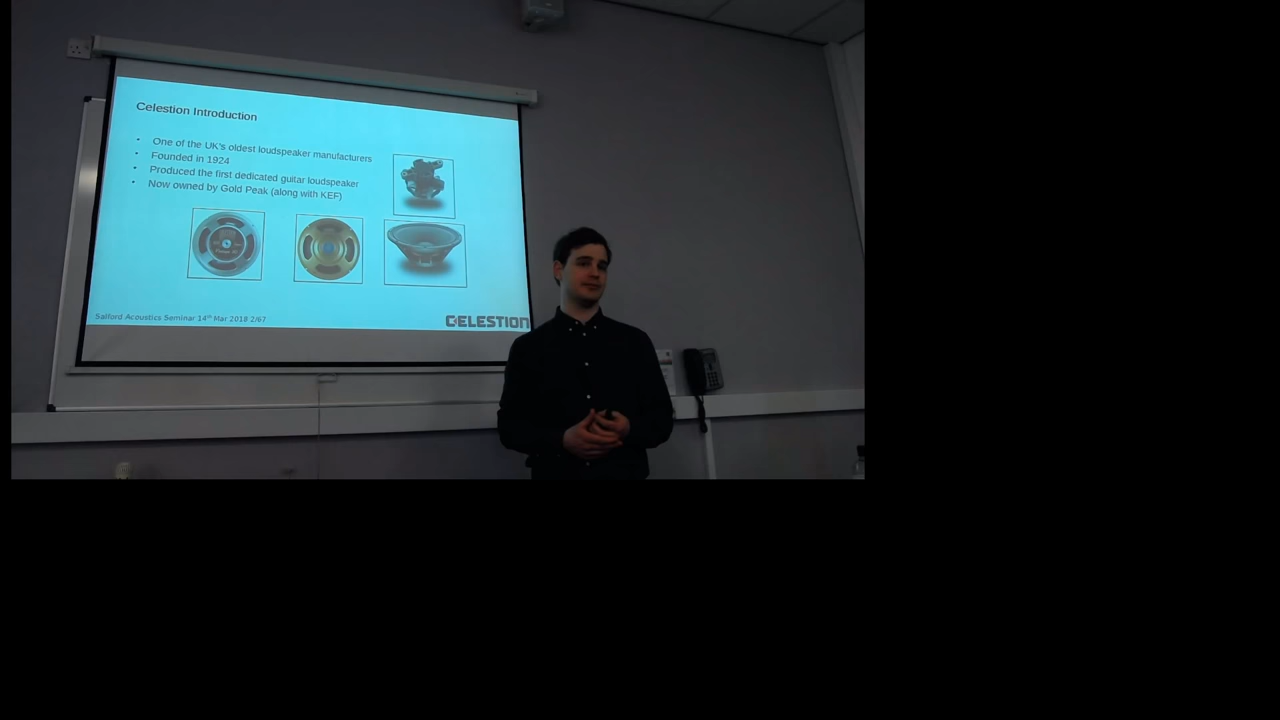 Celestion Introduction
• One of the UK's oldest loudspeaker manufacturers
• Founded in 1924
• Produced the first dedicated guitar loudspeaker
• Now owned by Gold Peak (along with KEF)
Salford Acoustics Seminar 14th Mar 2018 2/67
CELESTION